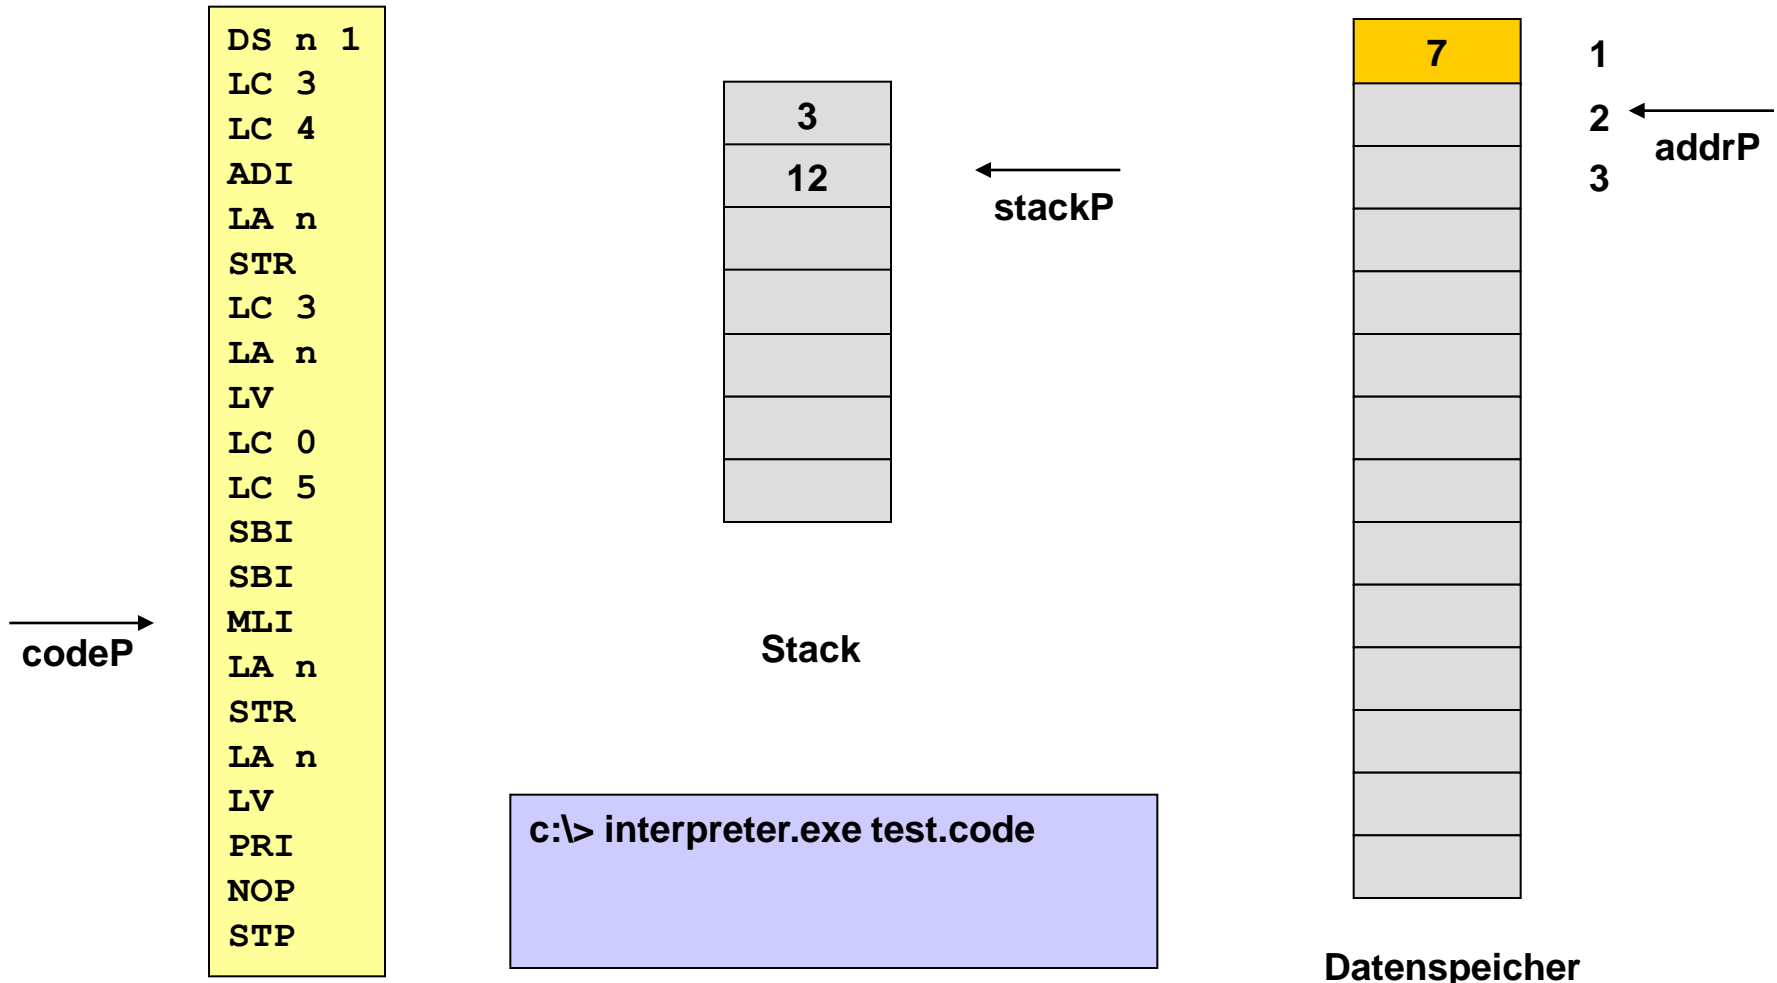 DS n 1
LC 3
LC 4
ADI
LA n
STR
LC 3
LA n
LV
LC 0
LC 5
SBI
SBI
MLI
LA n
STR
LA n
LV
PRI
NOP
STP
codeP
3
12
stackP
Stack
c:\> interpreter.exe test.code
7
1
2
3
addrP
Datenspeicher